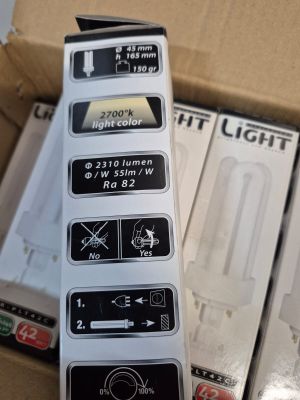 Ø 45 mm
h 165 mm
150 gr
2700°k
light color
Φ 2310 lumen
Φ / W 55lm / W
Ra 82
No
Yes
1.
2.
0%
100%
LIGHT
42
42